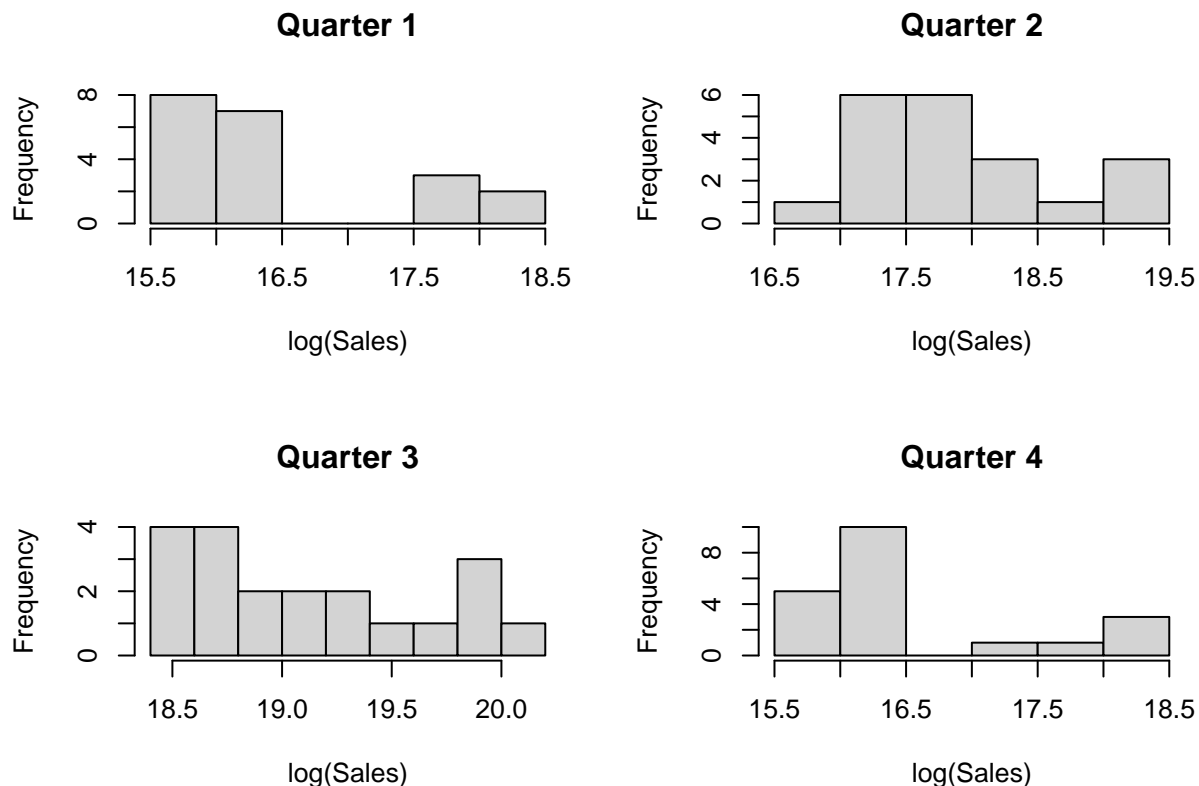 Quarter 1
Frequency
8
4
0
15.5 16.5 17.5 18.5
log(Sales)
Quarter 2
Frequency
6
4
2
0
16.5 17.5 18.5 19.5
log(Sales)
Quarter 3
Frequency
4
2
0
18.5 19.0 19.5 20.0
log(Sales)
Quarter 4
Frequency
8
4
0
15.5 16.5 17.5 18.5
log(Sales)